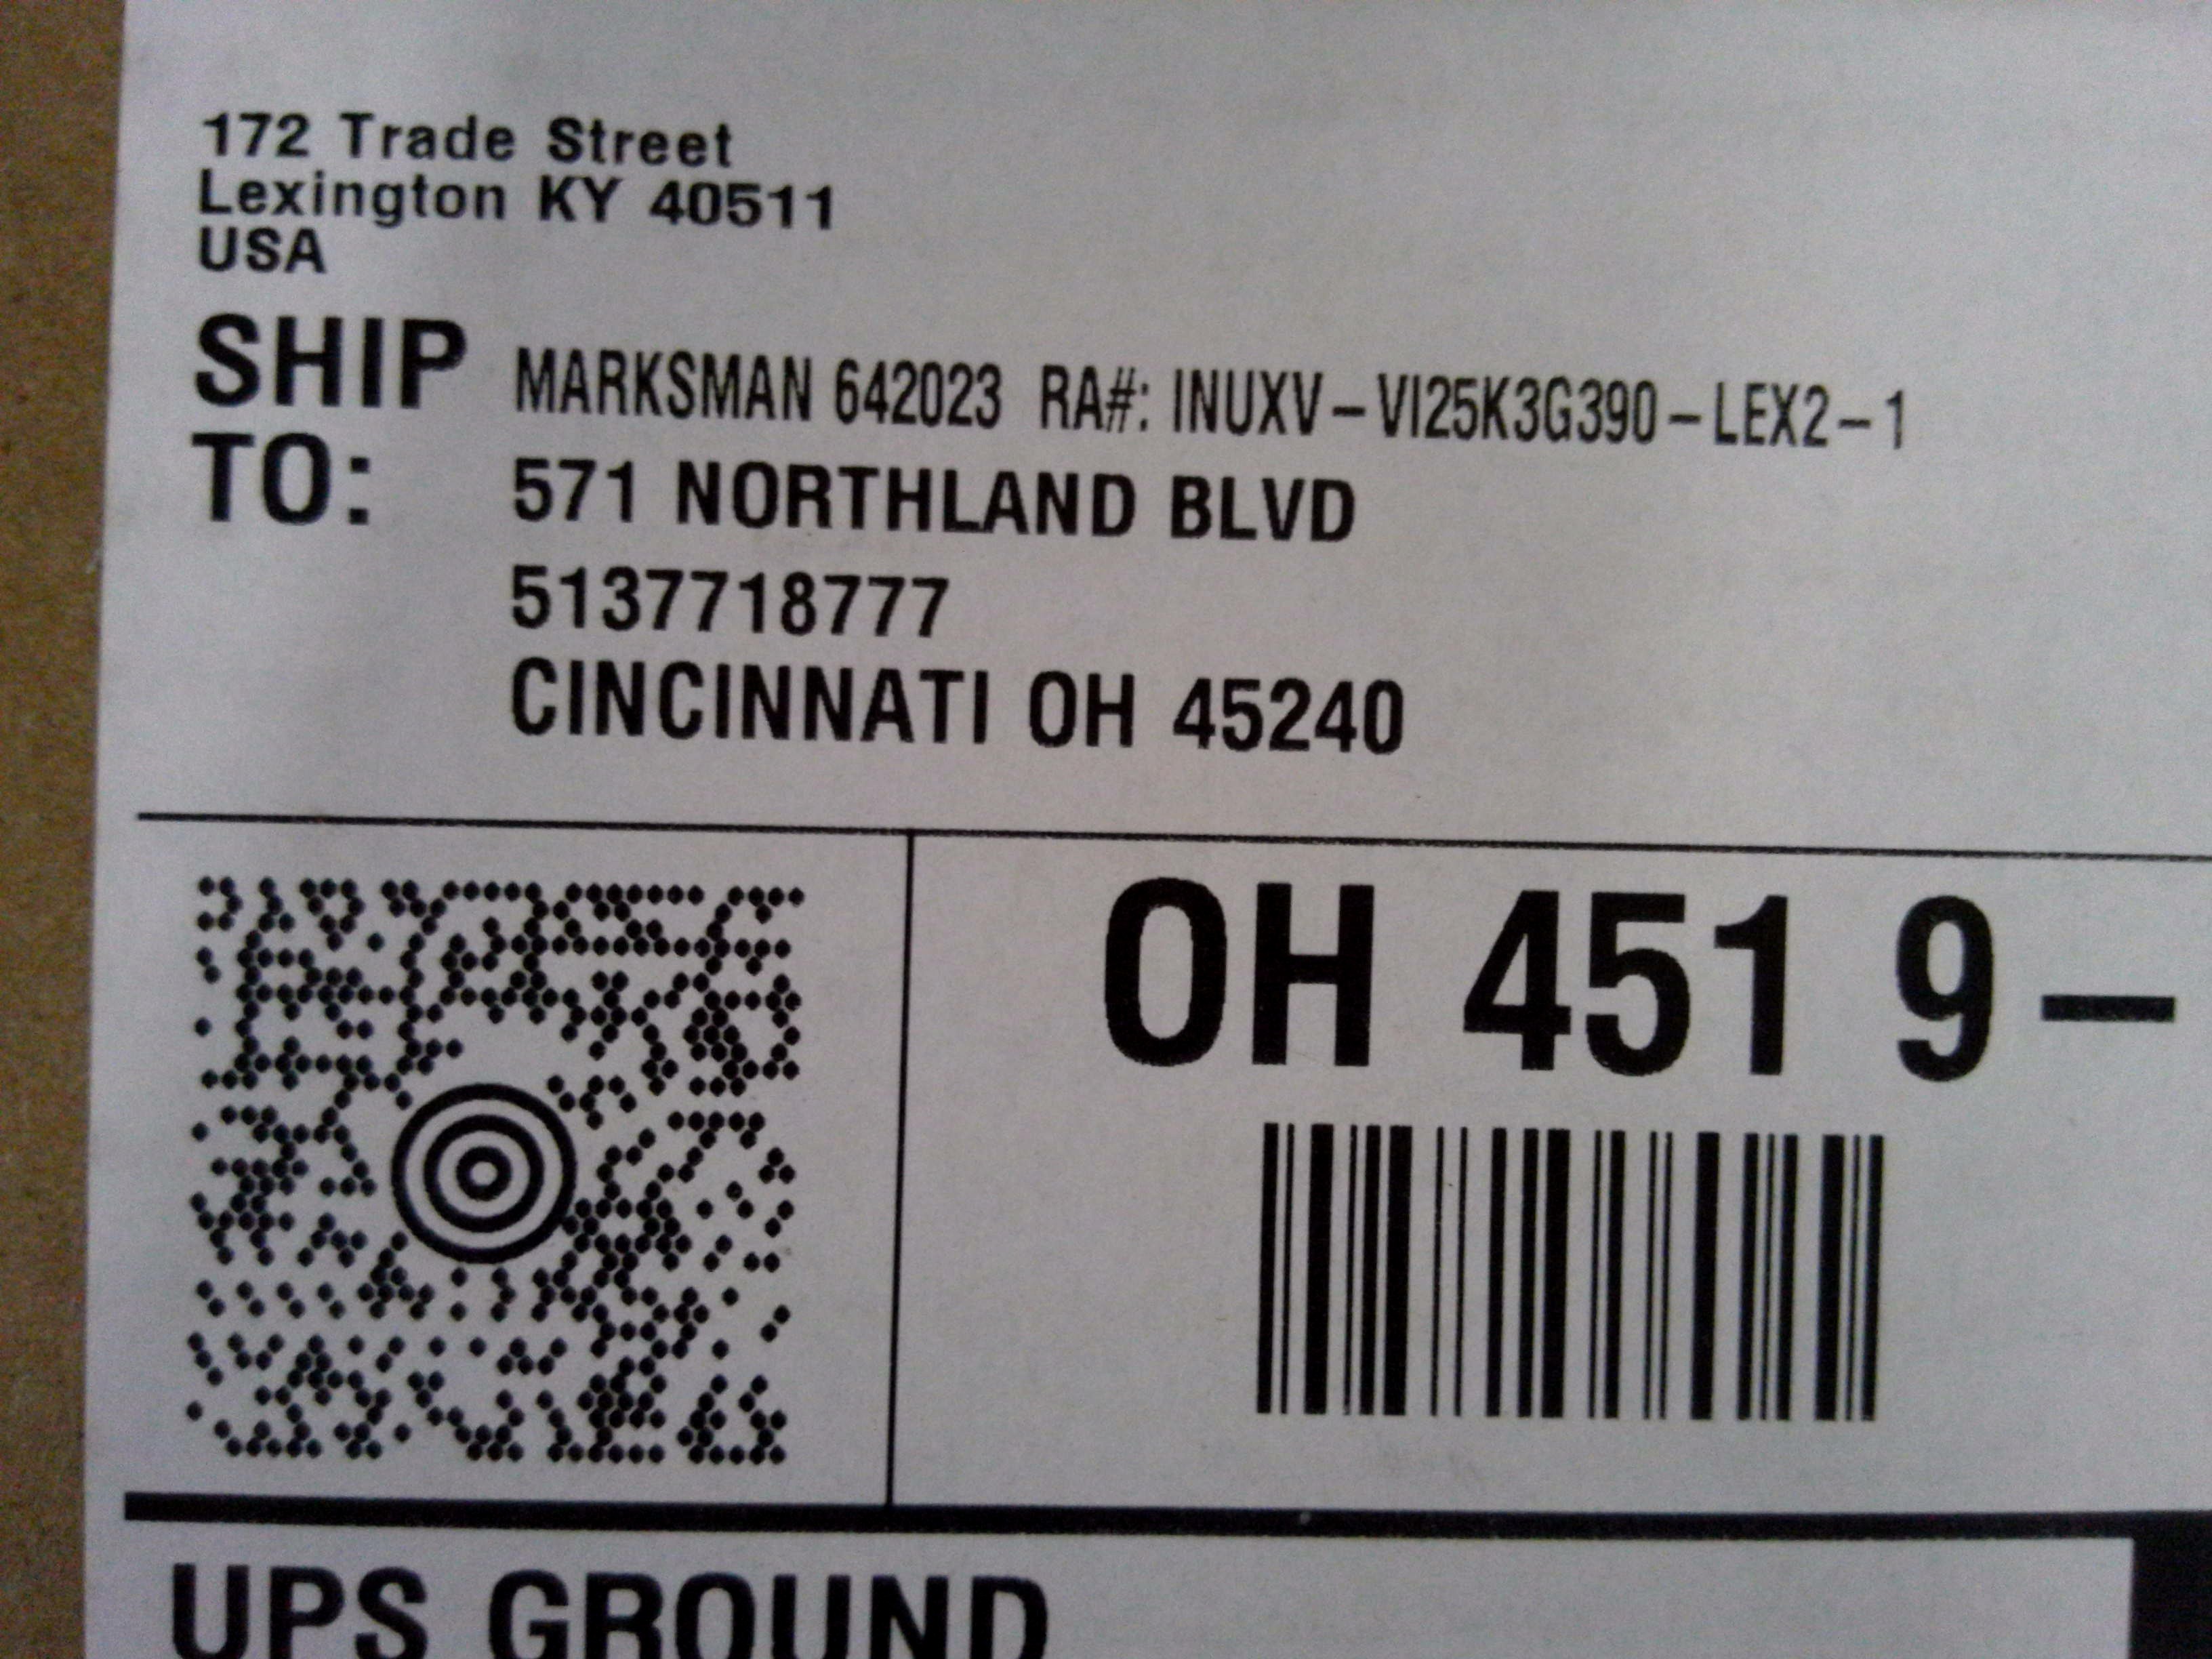 172 Trade Street
Lexington KY 40511
USA
SHIP TO:
MARKSMAN 642023 RA#: INUXV-VI25K3G390-LEX2-1
571 NORTHLAND BLVD
5137718777
CINCINNATI OH 45240
OH 451 9-
UPS GROUND